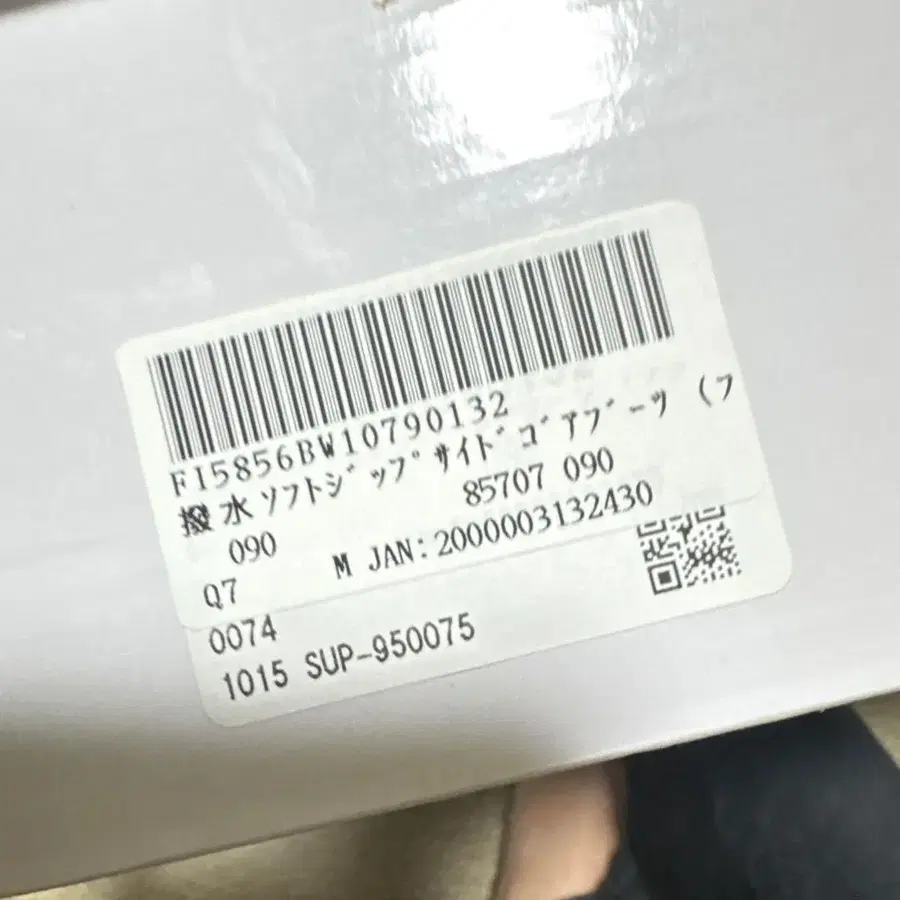 FI5856BW10790132
撥水ソフトジップサイドゴアブーツ (フ
090 85707 090
Q7 M JAN:2000003132430
0074
1015 SUP-950075